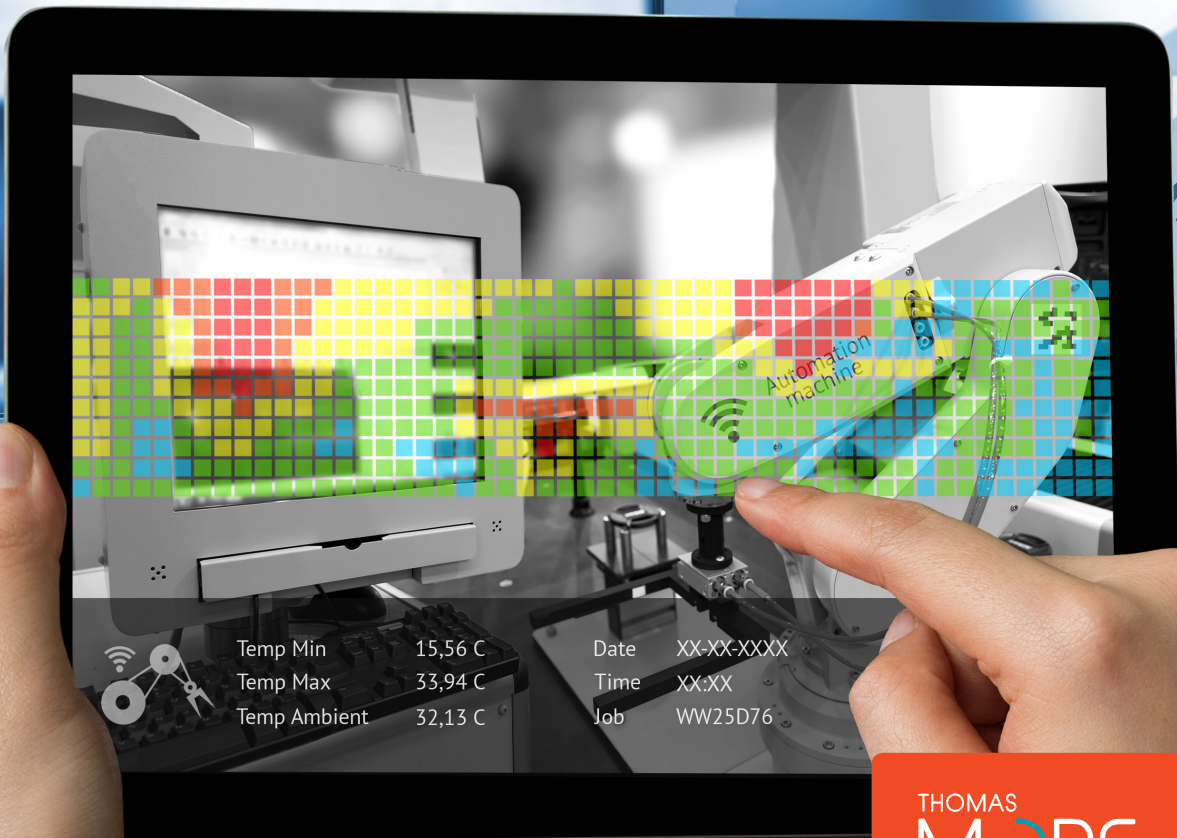 Automation
machine
Temp Min 15,56 C
Temp Max 33,94 C
Temp Ambient 32,13 C
Date XX-XX-XXXX
Time XX:XX
Job WW25D76
THOMAS
MORE